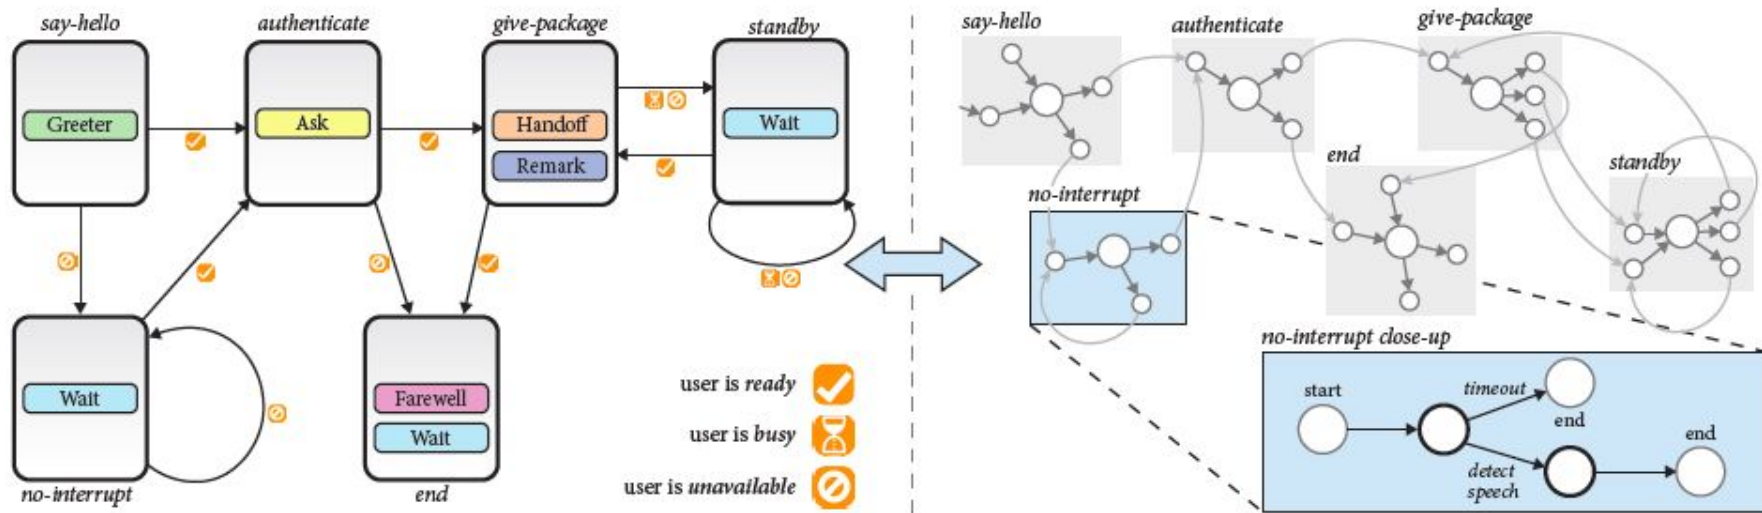 say-hello
authenticate
give-package
standby
Greeter
Ask
Handoff
Remark
Wait
Wait
no-interrupt
Farewell
Wait
end
user is ready
user is busy
user is unavailable
say-hello
authenticate
give-package
no-interrupt
end
standby
no-interrupt close-up
start
timeout
end
detect
speech
end